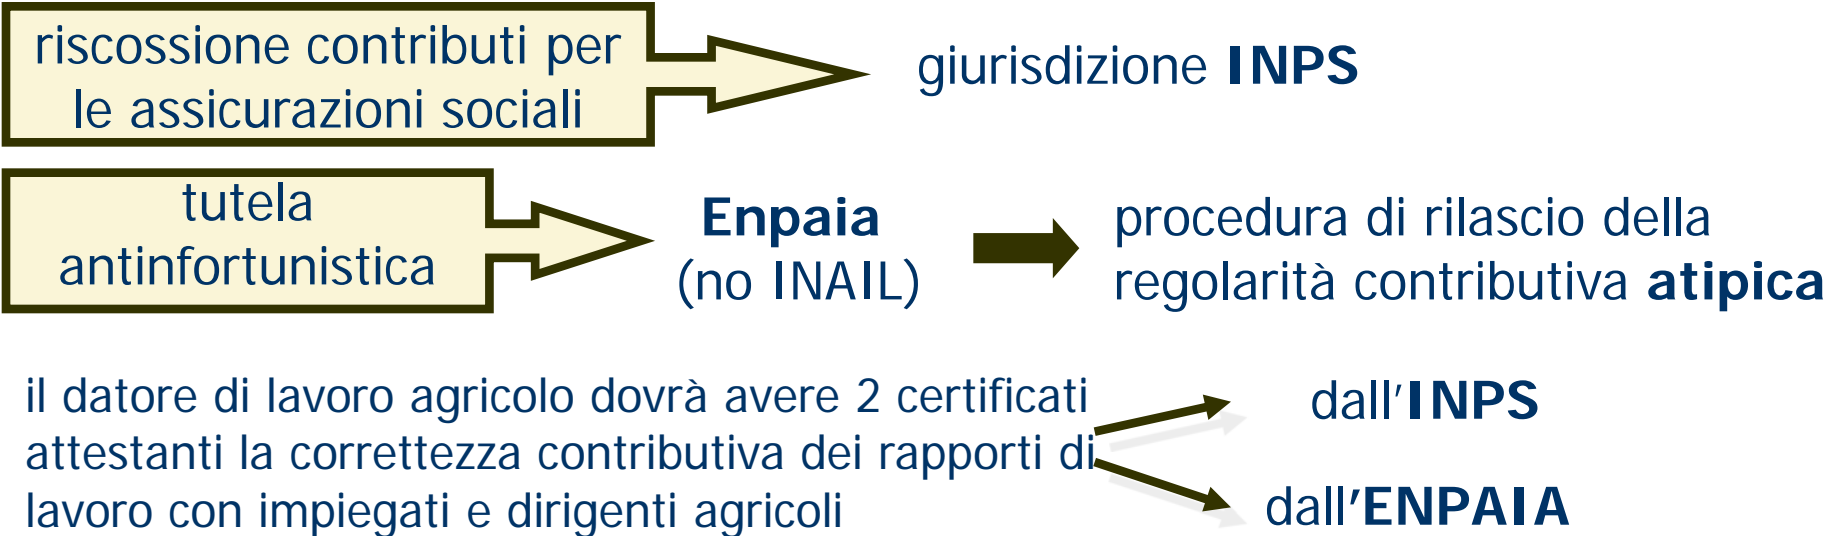 riscossione contributi per
le assicurazioni sociali
giurisdizione INPS
tutela
antinfortunistica
Enpaia
(no INAIL)
procedura di rilascio della
regolarità contributiva atipica
il datore di lavoro agricolo dovrà avere 2 certificati
attestanti la correttezza contributiva dei rapporti di
lavoro con impiegati e dirigenti agricoli
dall'INPS
dall'ENPAIA